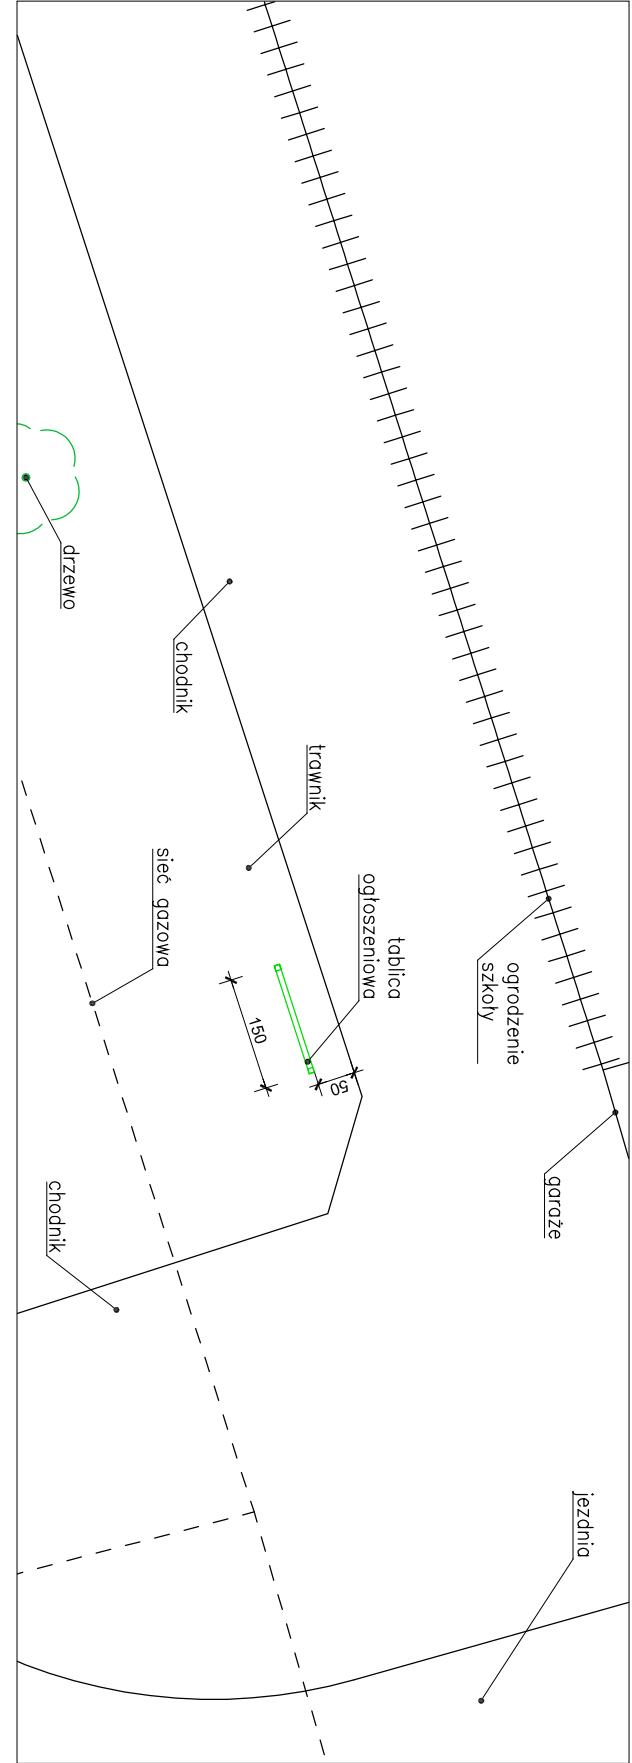 drzewo
chodnik
trawnik
sieć gazowa
tablica
ogłoszeniowa
150
50
ogrodzenie
szkoły
garaże
chodnik
jezdnia